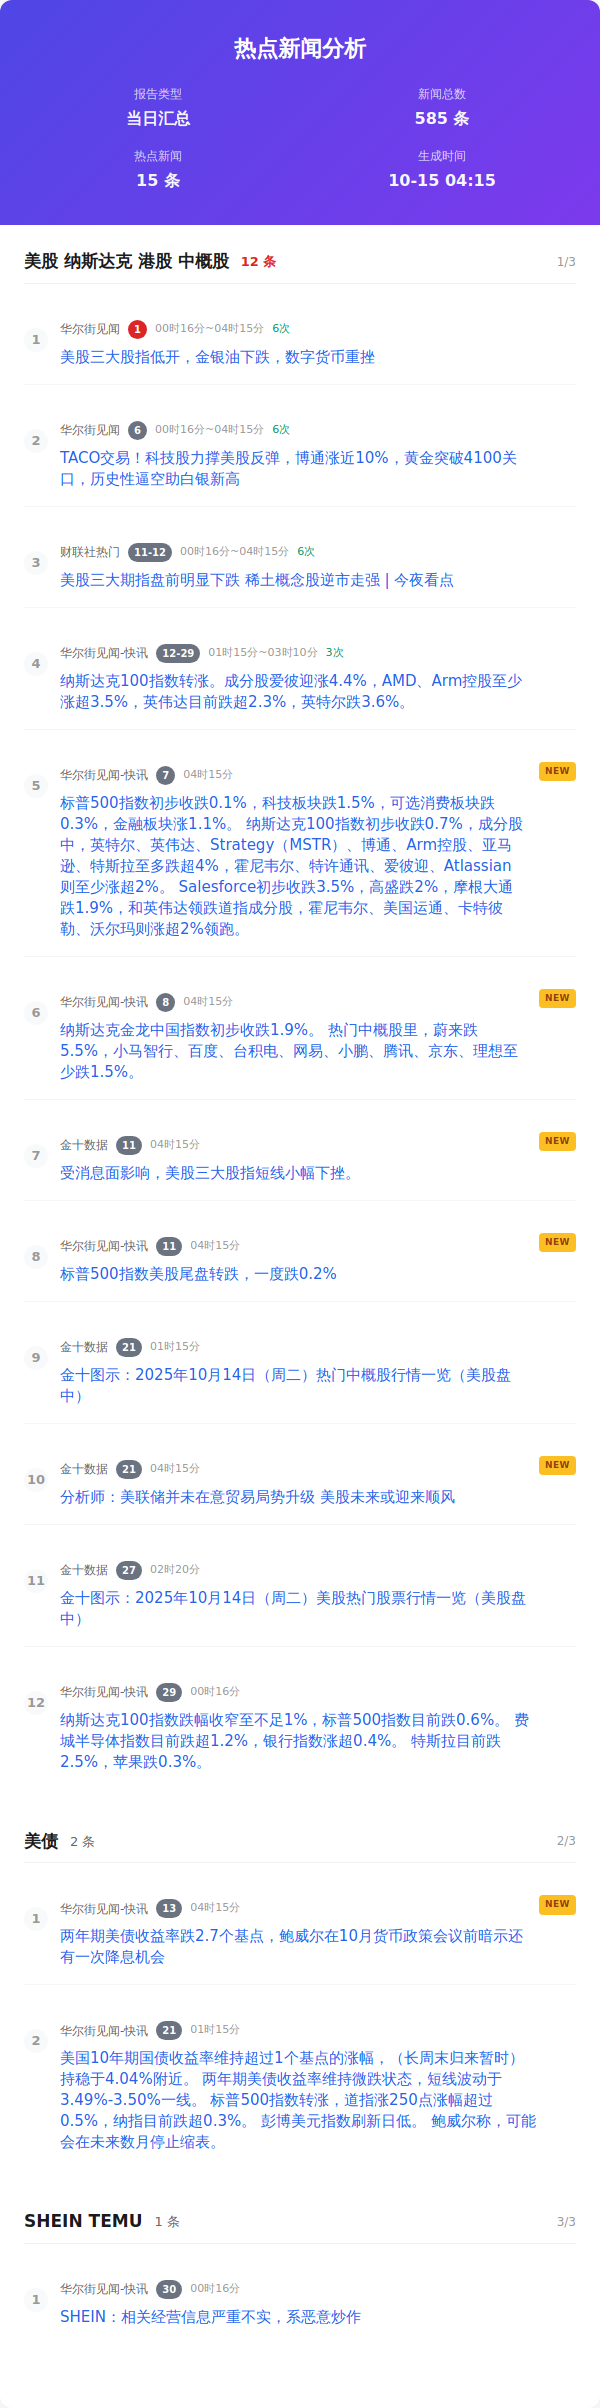 热点新闻分析
报告类型
新闻总数
当日汇总
585 条
热点新闻
生成时间
15 条
10-15 04:15
美股 纳斯达克 港股 中概股 12 条 1/3
1
华尔街见闻 1 00时16分~04时15分 6次
美股三大股指低开，金银油下跌，数字货币重挫
2
华尔街见闻 6 00时16分~04时15分 6次
TACO交易！科技股力撑美股反弹，博通涨近10%，黄金突破4100关
口，历史性逼空助白银新高
3
财联社热门 11-12 00时16分~04时15分 6次
美股三大期指盘前明显下跌 稀土概念股逆市走强 | 今夜看点
4
华尔街见闻-快讯 12-29 01时15分~03时10分 3次
纳斯达克100指数转涨。成分股爱彼迎涨4.4%，AMD、Arm控股至少
涨超3.5%，英伟达目前跌超2.3%，英特尔跌3.6%。
5
华尔街见闻-快讯 7 04时15分 NEW
标普500指数初步收跌0.1%，科技板块跌1.5%，可选消费板块跌
0.3%，金融板块涨1.1%。 纳斯达克100指数初步收跌0.7%，成分股
中，英特尔、英伟达、Strategy（MSTR）、博通、Arm控股、亚马
逊、特斯拉至多跌超4%，霍尼韦尔、特许通讯、爱彼迎、Atlassian
则至少涨超2%。 Salesforce初步收跌3.5%，高盛跌2%，摩根大通
跌1.9%，和英伟达领跌道指成分股，霍尼韦尔、美国运通、卡特彼
勒、沃尔玛则涨超2%领跑。
6
华尔街见闻-快讯 8 04时15分 NEW
纳斯达克金龙中国指数初步收跌1.9%。 热门中概股里，蔚来跌
5.5%，小马智行、百度、台积电、网易、小鹏、腾讯、京东、理想至
少跌1.5%。
7
金十数据 11 04时15分 NEW
受消息面影响，美股三大股指短线小幅下挫。
8
华尔街见闻-快讯 11 04时15分 NEW
标普500指数美股尾盘转跌，一度跌0.2%
9
金十数据 21 01时15分
金十图示：2025年10月14日（周二）热门中概股行情一览（美股盘
中）
10
金十数据 21 04时15分 NEW
分析师：美联储并未在意贸易局势升级 美股未来或迎来顺风
11
金十数据 27 02时20分
金十图示：2025年10月14日（周二）美股热门股票行情一览（美股盘
中）
12
华尔街见闻-快讯 29 00时16分
纳斯达克100指数跌幅收窄至不足1%，标普500指数目前跌0.6%。 费
城半导体指数目前跌超1.2%，银行指数涨超0.4%。 特斯拉目前跌
2.5%，苹果跌0.3%。
美债 2 条 2/3
1
华尔街见闻-快讯 13 04时15分 NEW
两年期美债收益率跌2.7个基点，鲍威尔在10月货币政策会议前暗示还
有一次降息机会
2
华尔街见闻-快讯 21 01时15分
美国10年期国债收益率维持超过1个基点的涨幅，（长周末归来暂时）
持稳于4.04%附近。 两年期美债收益率维持微跌状态，短线波动于
3.49%-3.50%一线。 标普500指数转涨，道指涨250点涨幅超过
0.5%，纳指目前跌超0.3%。 彭博美元指数刷新日低。 鲍威尔称，可能
会在未来数月停止缩表。
SHEIN TEMU 1 条 3/3
1
华尔街见闻-快讯 30 00时16分
SHEIN：相关经营信息严重不实，系恶意炒作